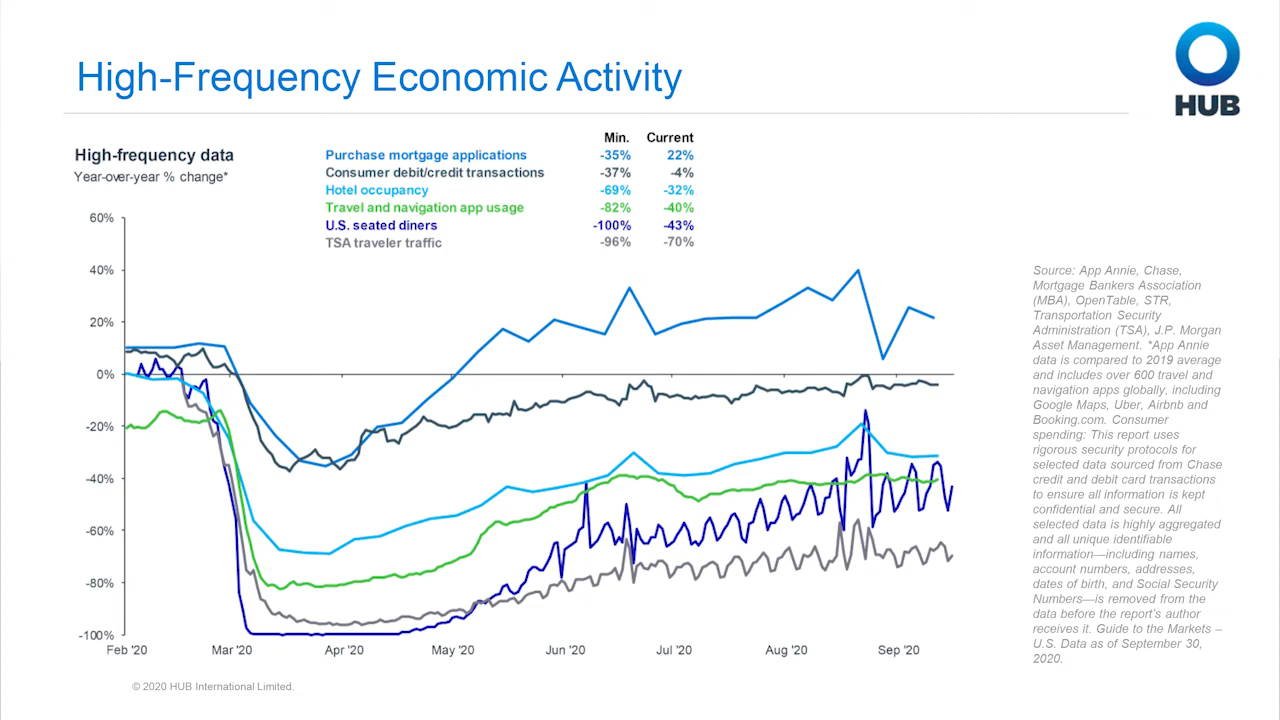 High-Frequency Economic Activity
HUB
High-frequency data
Year-over-year % change*
Min. Current
Purchase mortgage applications -35% 22%
Consumer debit/credit transactions -37% -4%
Hotel occupancy -69% -32%
Travel and navigation app usage -82% -40%
U.S. seated diners -100% -43%
TSA traveler traffic -96% -70%
60%
40%
20%
0%
-20%
-40%
-60%
-80%
-100%
Feb '20 Mar '20 Apr '20 May '20 Jun '20 Jul '20 Aug '20 Sep '20
Source: App Annie, Chase,
Mortgage Bankers Association
(MBA), OpenTable, STR,
Transportation Security
Administration (TSA), J.P. Morgan
Asset Management. *App Annie
data is compared to 2019 average
and includes over 600 travel and
navigation apps globally, including
Google Maps, Uber, Airbnb and
Booking.com. Consumer
spending: This report uses
rigorous security protocols for
selected data sourced from Chase
credit and debit card transactions
to ensure all information is kept
confidential and secure. All
selected data is highly aggregated
and all unique identifiable
information—including names,
account numbers, addresses,
dates of birth, and Social Security
Numbers—is removed from the
data before the report's author
receives it. Guide to the Markets –
U.S. Data as of September 30,
2020.
© 2020 HUB International Limited.